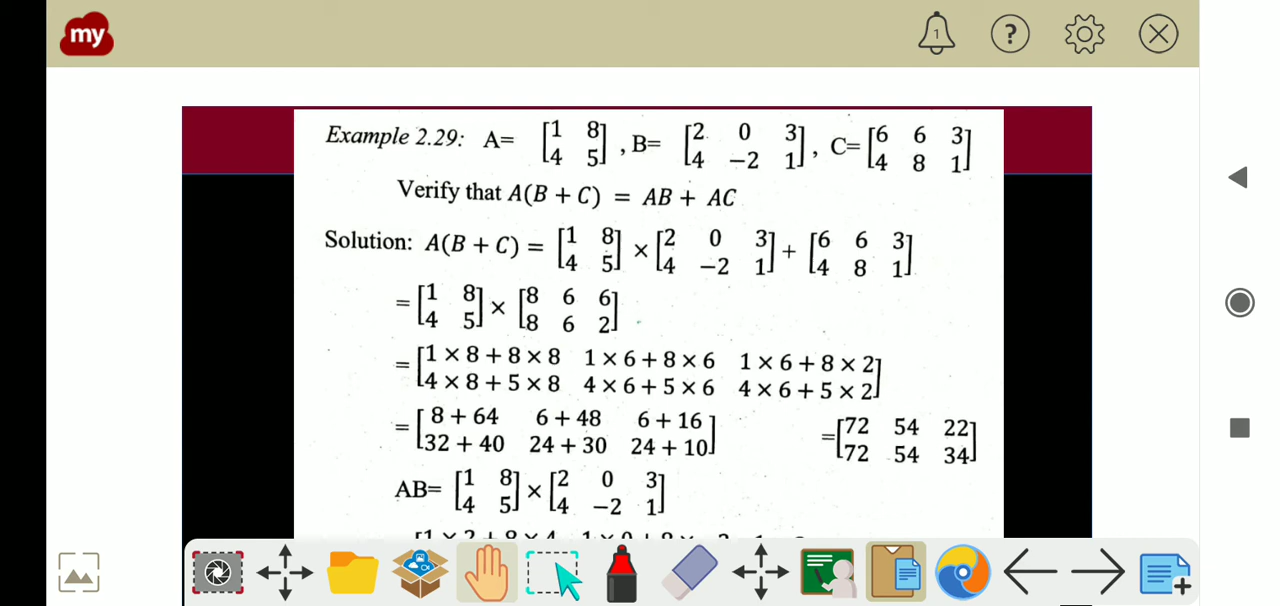 my
1
?
Example 2.29: A= [1 8 4 5], B= [2 0 3 4 −2 1], C= [6 6 3 4 8 1]
Verify that A(B + C) = AB + AC
Solution: A(B + C) = [1 8 4 5] × [2 0 3 4 −2 1] + [6 6 3 4 8 1]
= [1 8 4 5] × [8 6 6 8 6 2]
= [1 × 8 + 8 × 8 1 × 6 + 8 × 6 1 × 6 + 8 × 2
4 × 8 + 5 × 8 4 × 6 + 5 × 6 4 × 6 + 5 × 2]
= [8 + 64 6 + 48 6 + 16
32 + 40 24 + 30 24 + 10] = [72 54 22 72 54 34]
AB= [1 8 4 5] × [2 0 3 4 −2 1]